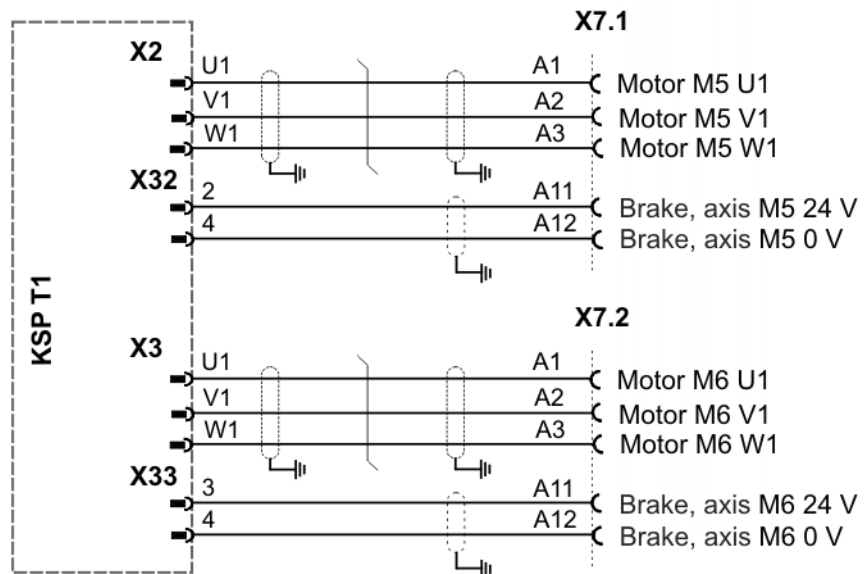 X7.1
X2
U1 A1 Motor M5 U1
V1 A2 Motor M5 V1
W1 A3 Motor M5 W1
X32
2 A11 Brake, axis M5 24 V
4 A12 Brake, axis M5 0 V
KSP T1
X7.2
X3
U1 A1 Motor M6 U1
V1 A2 Motor M6 V1
W1 A3 Motor M6 W1
X33
3 A11 Brake, axis M6 24 V
4 A12 Brake, axis M6 0 V